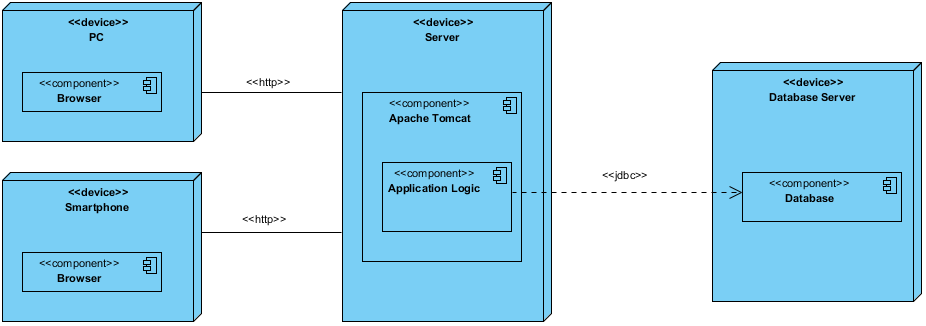 <<device>>
PC
<<component>>
Browser
<<http>>
<<device>>
Smartphone
<<component>>
Browser
<<http>>
<<device>>
Server
<<component>>
Apache Tomcat
<<component>>
Application Logic
<<jdbc>>
<<device>>
Database Server
<<component>>
Database